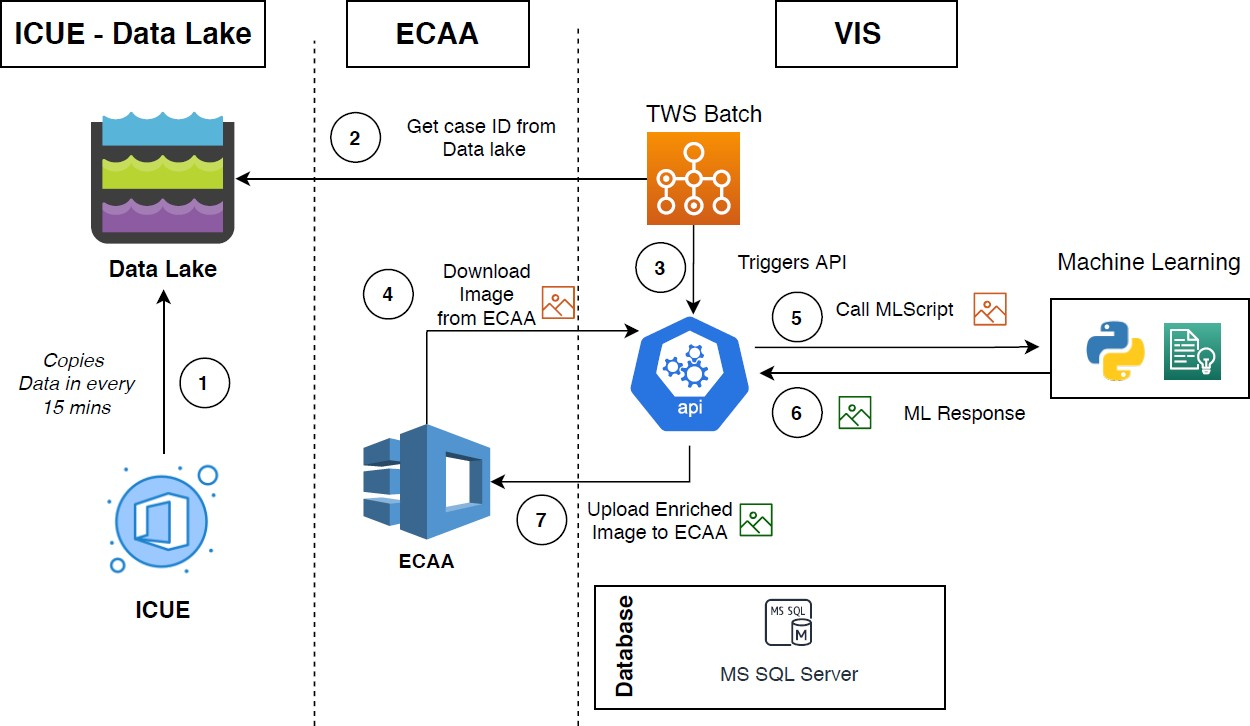 ICUE - Data Lake
ECAA
VIS
TWS Batch
2
Get case ID from
Data lake
Data Lake
3
Triggers API
Machine Learning
4
Download
Image
from ECAA
5
Call MLScript
api
Copies
Data in every
15 mins
1
6
ML Response
7
Upload Enriched
Image to ECAA
ECAA
ICUE
Database
MS SQL
M
MS SQL Server